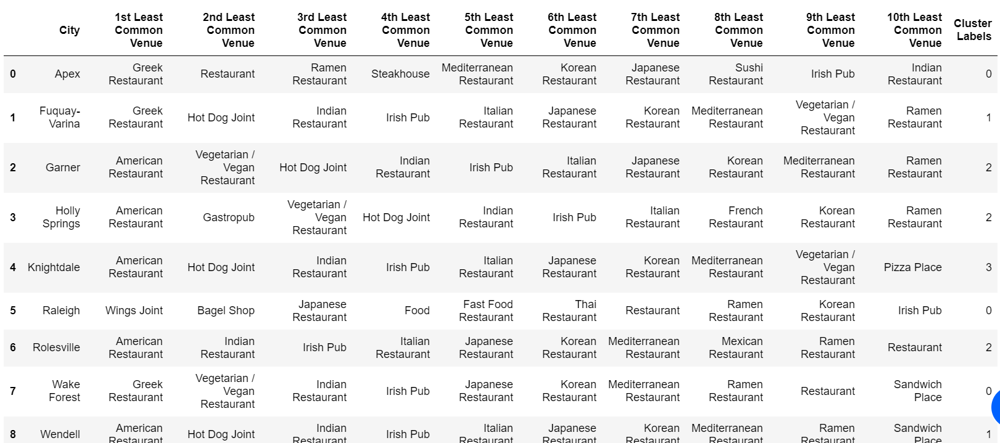 City 1st Least Common Venue 2nd Least Common Venue 3rd Least Common Venue 4th Least Common Venue 5th Least Common Venue 6th Least Common Venue 7th Least Common Venue 8th Least Common Venue 9th Least Common Venue 10th Least Common Venue Cluster Labels
0 Apex Greek Restaurant Restaurant Ramen Restaurant Steakhouse Mediterranean Restaurant Korean Restaurant Japanese Restaurant Sushi Restaurant Irish Pub Indian Restaurant 0
1 Fuquay-Varina Greek Restaurant Hot Dog Joint Indian Restaurant Irish Pub Italian Restaurant Japanese Restaurant Korean Restaurant Mediterranean Restaurant Vegetarian / Vegan Restaurant Ramen Restaurant 1
2 Garner American Restaurant Vegetarian / Vegan Restaurant Hot Dog Joint Indian Restaurant Irish Pub Italian Restaurant Japanese Restaurant Korean Restaurant Mediterranean Restaurant Ramen Restaurant 2
3 Holly Springs American Restaurant Gastropub Vegetarian / Vegan Restaurant Hot Dog Joint Indian Restaurant Irish Pub Italian Restaurant French Restaurant Korean Restaurant Ramen Restaurant 2
4 Knightdale American Restaurant Hot Dog Joint Indian Restaurant Irish Pub Italian Restaurant Japanese Restaurant Korean Restaurant Mediterranean Restaurant Vegetarian / Vegan Restaurant Pizza Place 3
5 Raleigh Wings Joint Bagel Shop Japanese Restaurant Food Fast Food Restaurant Thai Restaurant Restaurant Ramen Restaurant Korean Restaurant Irish Pub 0
6 Rolesville American Restaurant Indian Restaurant Irish Pub Italian Restaurant Japanese Restaurant Korean Restaurant Mediterranean Restaurant Mexican Restaurant Ramen Restaurant Restaurant 2
7 Wake Forest Greek Restaurant Vegetarian / Vegan Restaurant Indian Restaurant Irish Pub Japanese Restaurant Korean Restaurant Mediterranean Restaurant Ramen Restaurant Restaurant Sandwich Place 0
8 Wendell American Restaurant Hot Dog Joint Indian Restaurant Irish Pub Italian Restaurant Japanese Restaurant Korean Restaurant Mediterranean Restaurant Ramen Restaurant Sandwich Place 1